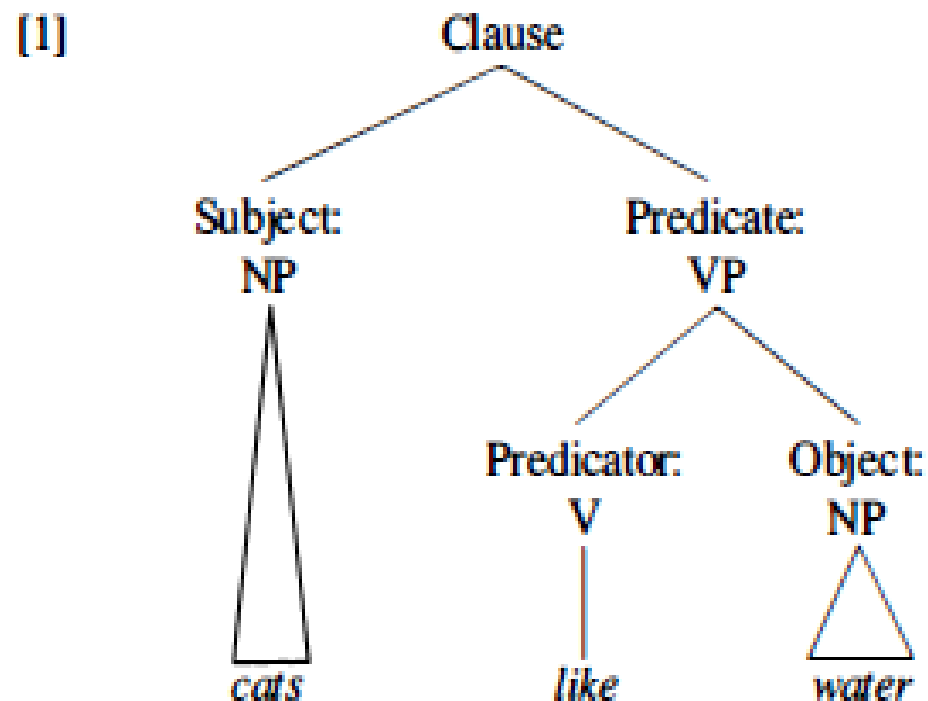 [1] Clause
Subject: Predicate:
NP VP
Predicator: Object:
V NP
cats like water